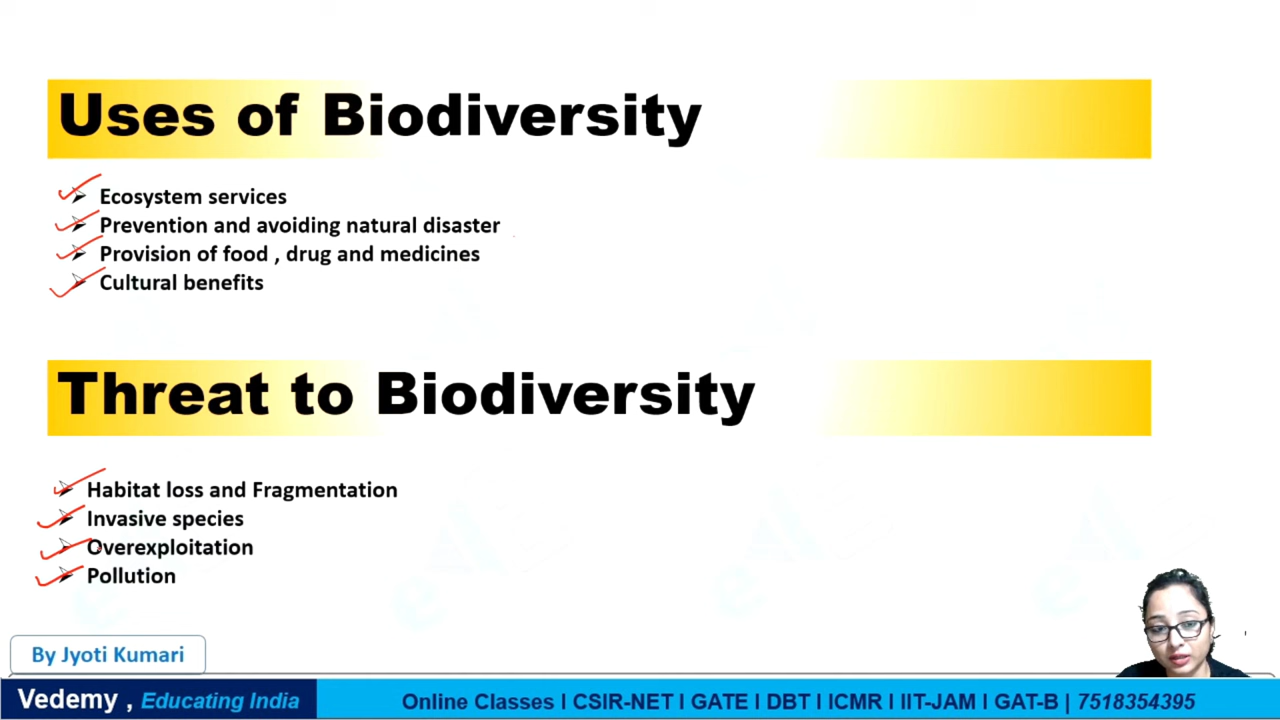 Uses of Biodiversity
Ecosystem services
Prevention and avoiding natural disaster
Provision of food , drug and medicines
Cultural benefits
Threat to Biodiversity
Habitat loss and Fragmentation
Invasive species
Overexploitation
Pollution
By Jyoti Kumari
Vedemy , Educating India
Online Classes I CSIR-NET I GATE I DBT I ICMR I IIT-JAM I GAT-B | 7518354395